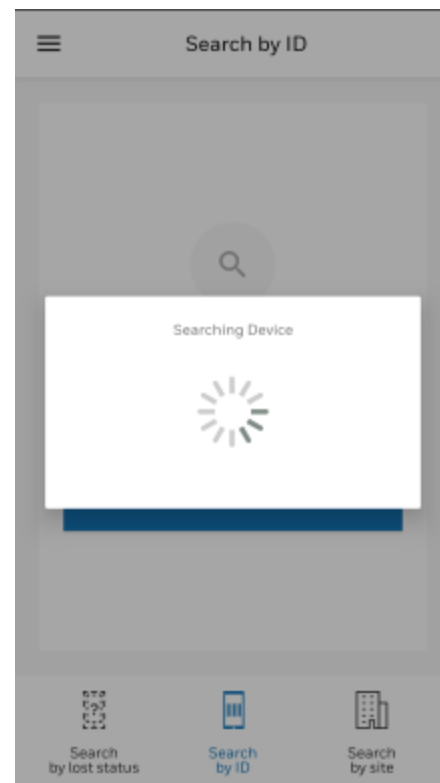 Search by ID
Searching Device
Search
by lost status
Search
by ID
Search
by site